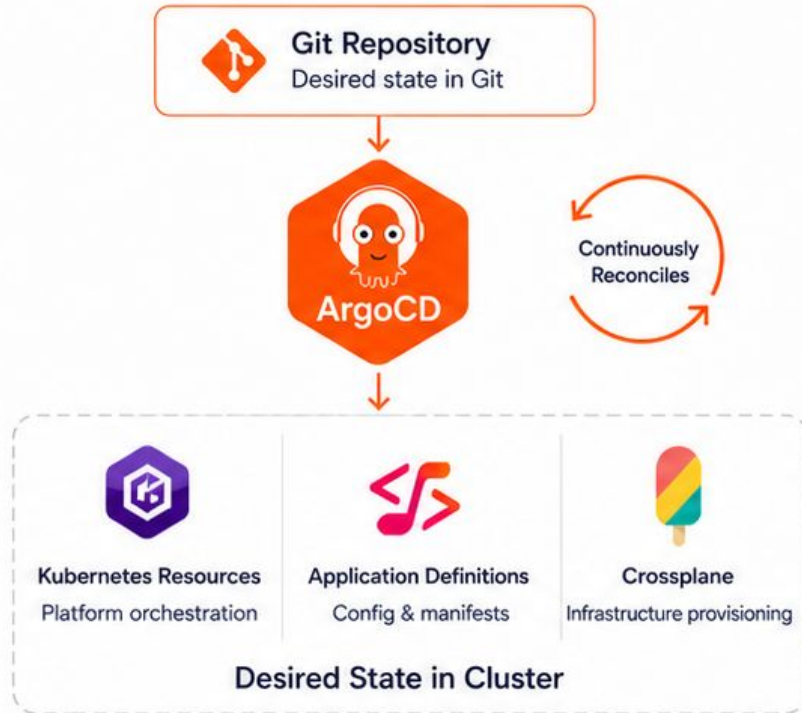 Git Repository
Desired state in Git
ArgoCD
Continuously
Reconciles
Kubernetes Resources
Platform orchestration
Application Definitions
Config & manifests
Crossplane
Infrastructure provisioning
Desired State in Cluster